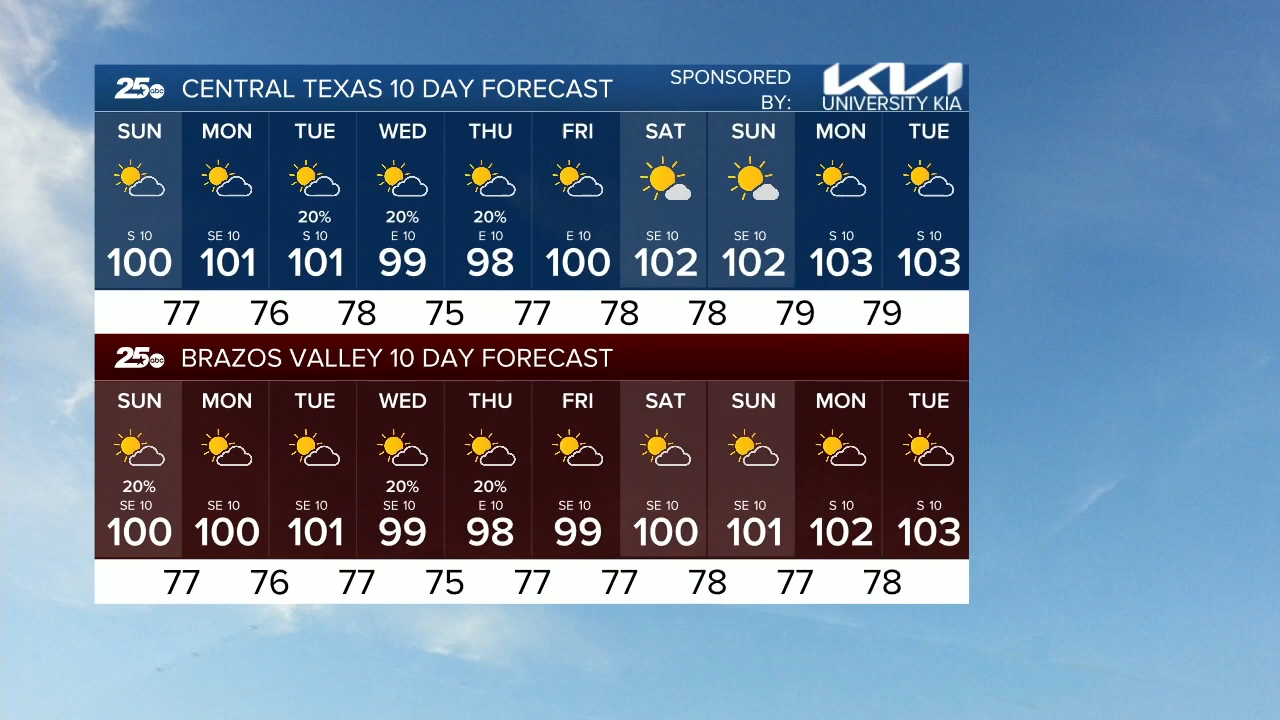 25 abc CENTRAL TEXAS 10 DAY FORECAST SPONSORED BY: KIA UNIVERSITY KIA
SUN MON TUE WED THU FRI SAT SUN MON TUE
20% 20% 20%
S 10 SE 10 S 10 E 10 E 10 E 10 SE 10 SE 10 S 10 S 10
100 101 101 99 98 100 102 102 103 103
77 76 78 75 77 78 78 79 79
25 abc BRAZOS VALLEY 10 DAY FORECAST
SUN MON TUE WED THU FRI SAT SUN MON TUE
20% 20% 20%
SE 10 SE 10 SE 10 SE 10 E 10 SE 10 SE 10 SE 10 S 10 S 10
100 100 101 99 98 99 100 101 102 103
77 76 77 75 77 77 78 77 78